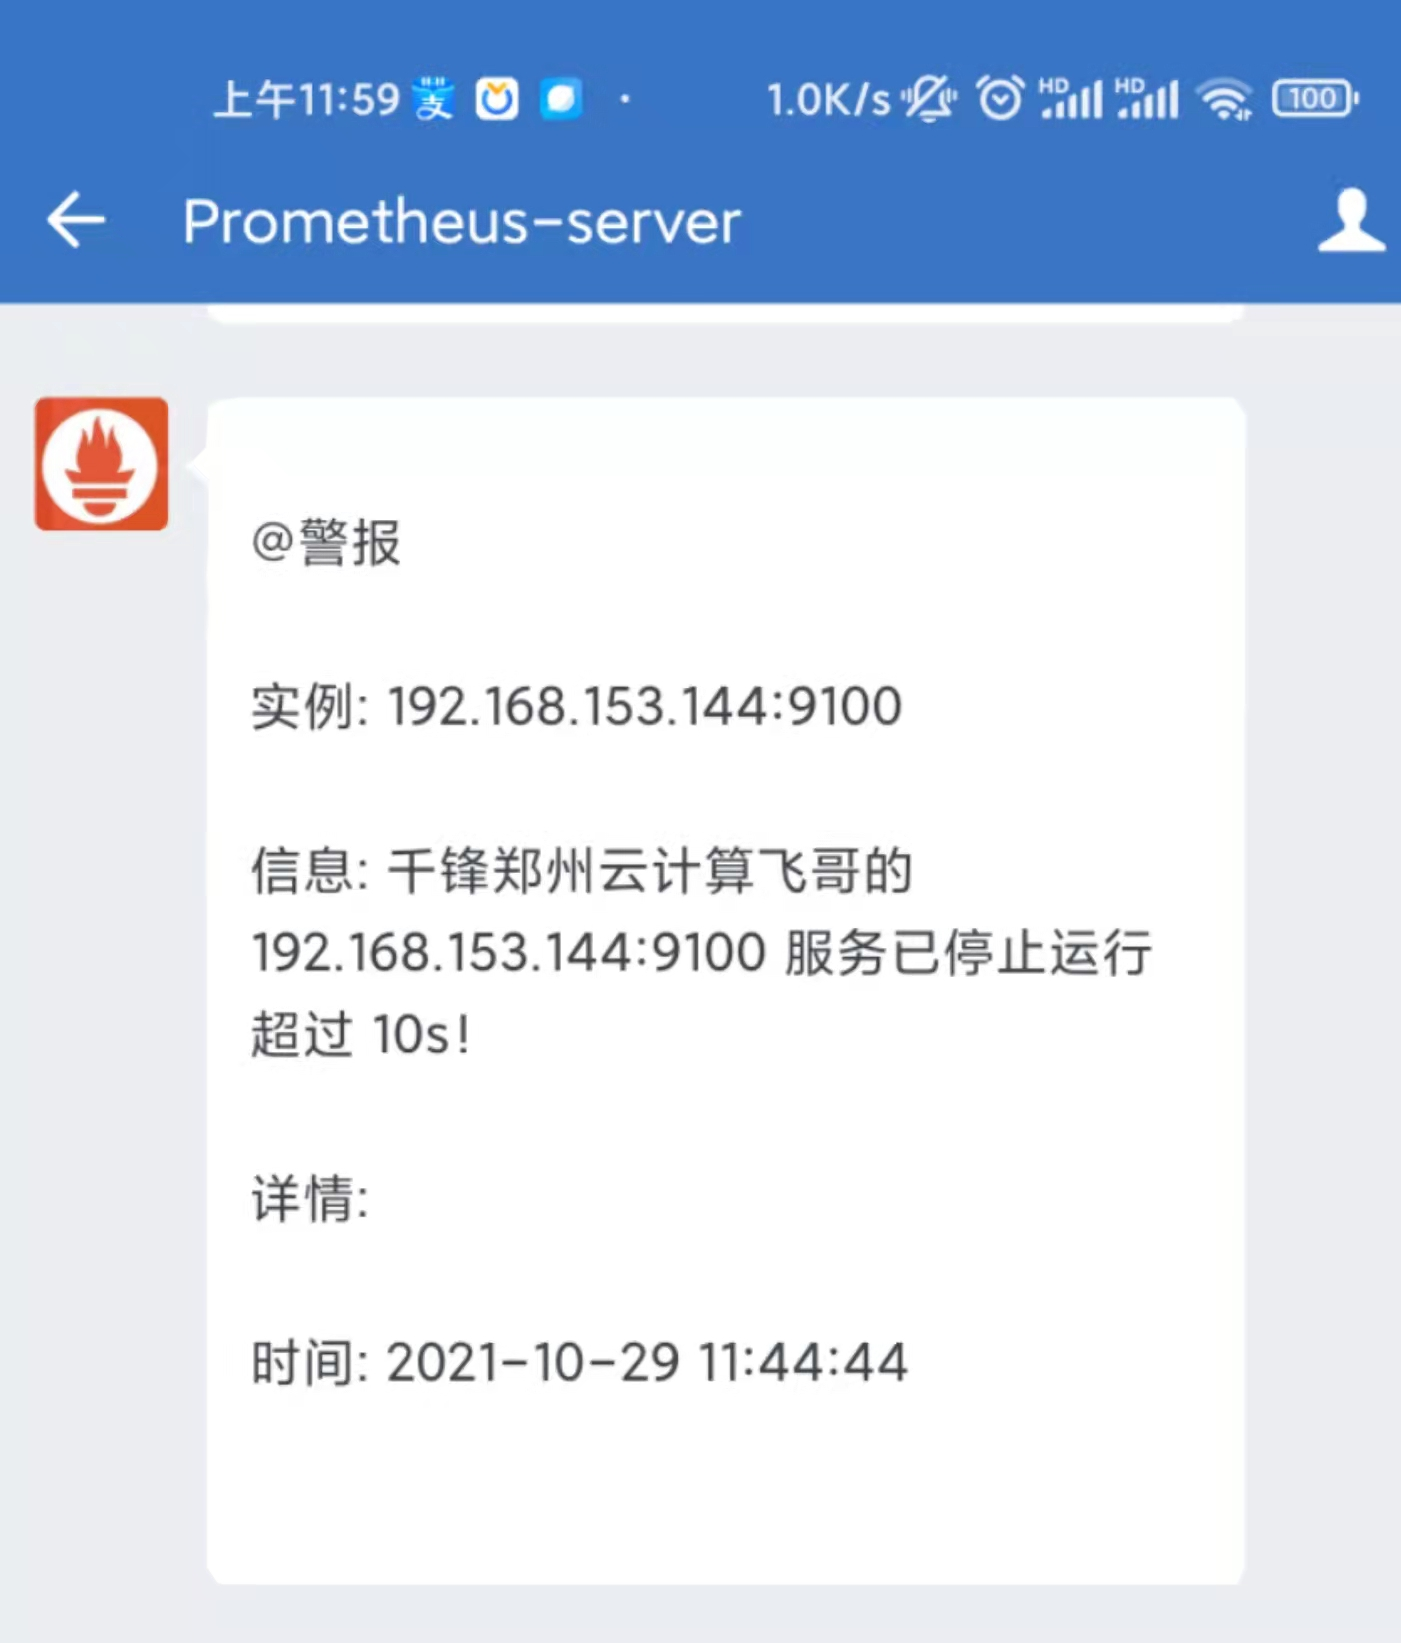 上午11:59
1.0K/s HD HD 100
Prometheus-server
@警报
实例: 192.168.153.144:9100
信息: 千锋郑州云计算飞哥的
192.168.153.144:9100 服务已停止运行
超过 10s!
详情:
时间: 2021-10-29 11:44:44